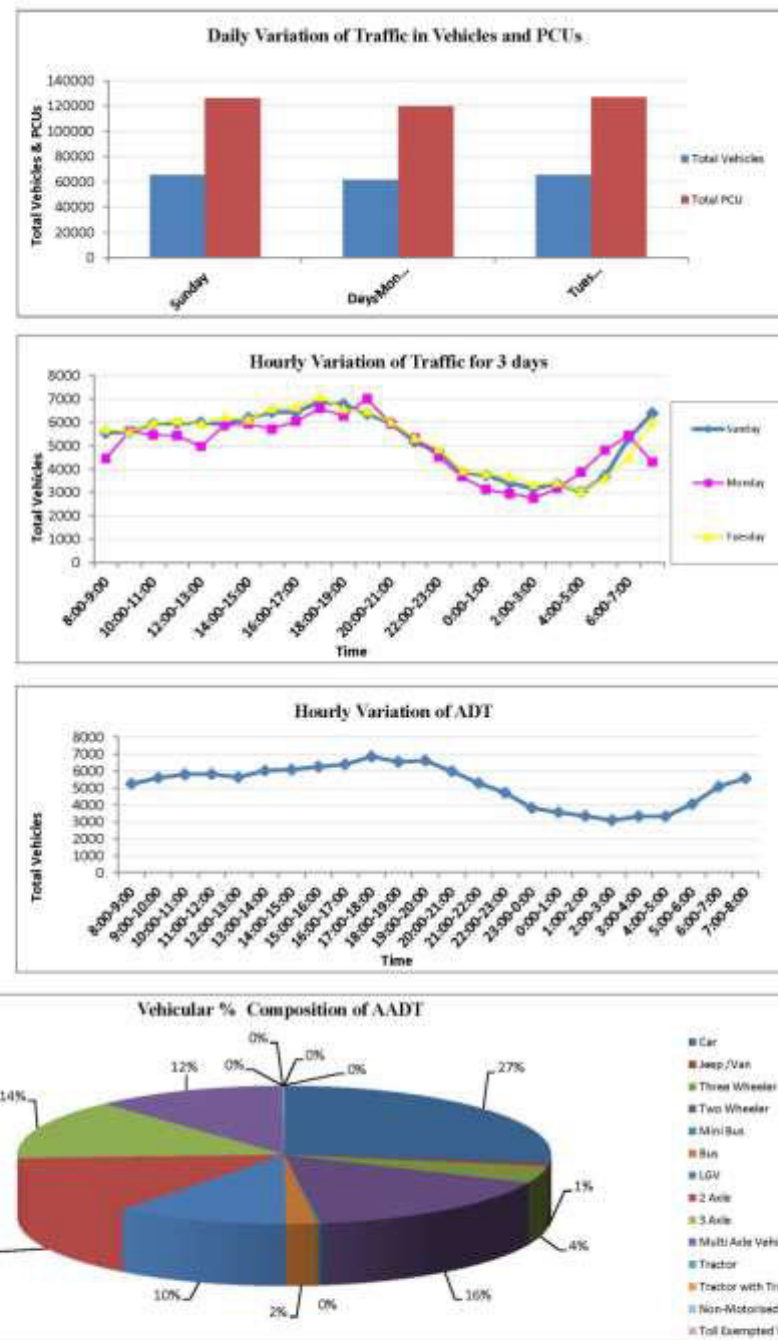 Daily Variation of Traffic in Vehicles and PCUs
Total Vehicles & PCUs
140000
120000
100000
80000
60000
40000
20000
0
Sunday
DaysMon...
Tues...
Total Vehicles
Total PCU
Hourly Variation of Traffic for 3 days
Total Vehicles
8000
7000
6000
5000
4000
3000
2000
1000
0
8:00-9:00
10:00-11:00
12:00-13:00
14:00-15:00
16:00-17:00
18:00-19:00
20:00-21:00
22:00-23:00
0:00-1:00
2:00-3:00
4:00-5:00
6:00-7:00
Time
Sunday
Monday
Tuesday
Hourly Variation of ADT
Total Vehicles
8000
7000
6000
5000
4000
3000
2000
1000
0
8:00-9:00
9:00-10:00
10:00-11:00
11:00-12:00
12:00-13:00
13:00-14:00
14:00-15:00
15:00-16:00
16:00-17:00
17:00-18:00
18:00-19:00
19:00-20:00
20:00-21:00
21:00-22:00
22:00-23:00
23:00-0:00
0:00-1:00
1:00-2:00
2:00-3:00
3:00-4:00
4:00-5:00
5:00-6:00
6:00-7:00
7:00-8:00
Time
Vehicular % Composition of AADT
0%
0%
0%
0%
12%
14%
27%
1%
4%
16%
0%
2%
10%
Car
Jeep /Van
Three Wheeler
Two Wheeler
Mini Bus
Bus
LGV
2 Axle
3 Axle
Multi Axle Vehi
Tractor
Tractor with Tr
Non-Motorised
Toll Exempted